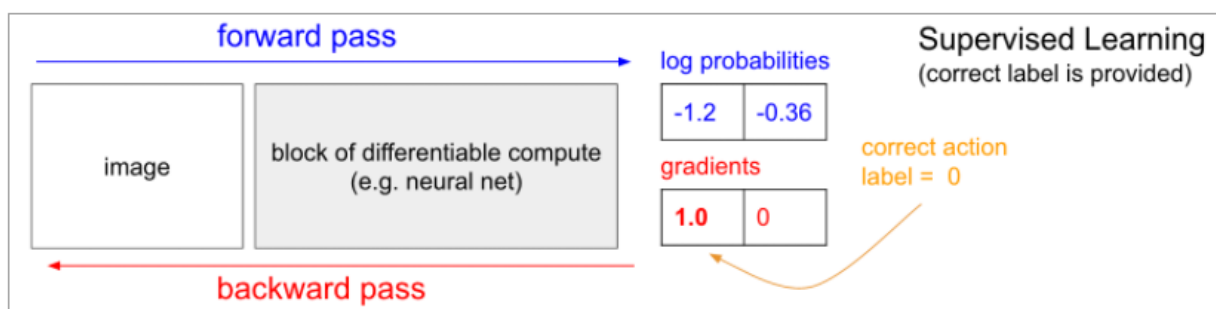 forward pass
Supervised Learning
(correct label is provided)
log probabilities
-1.2 -0.36
image
block of differentiable compute
(e.g. neural net)
correct action
label = 0
gradients
1.0 0
backward pass